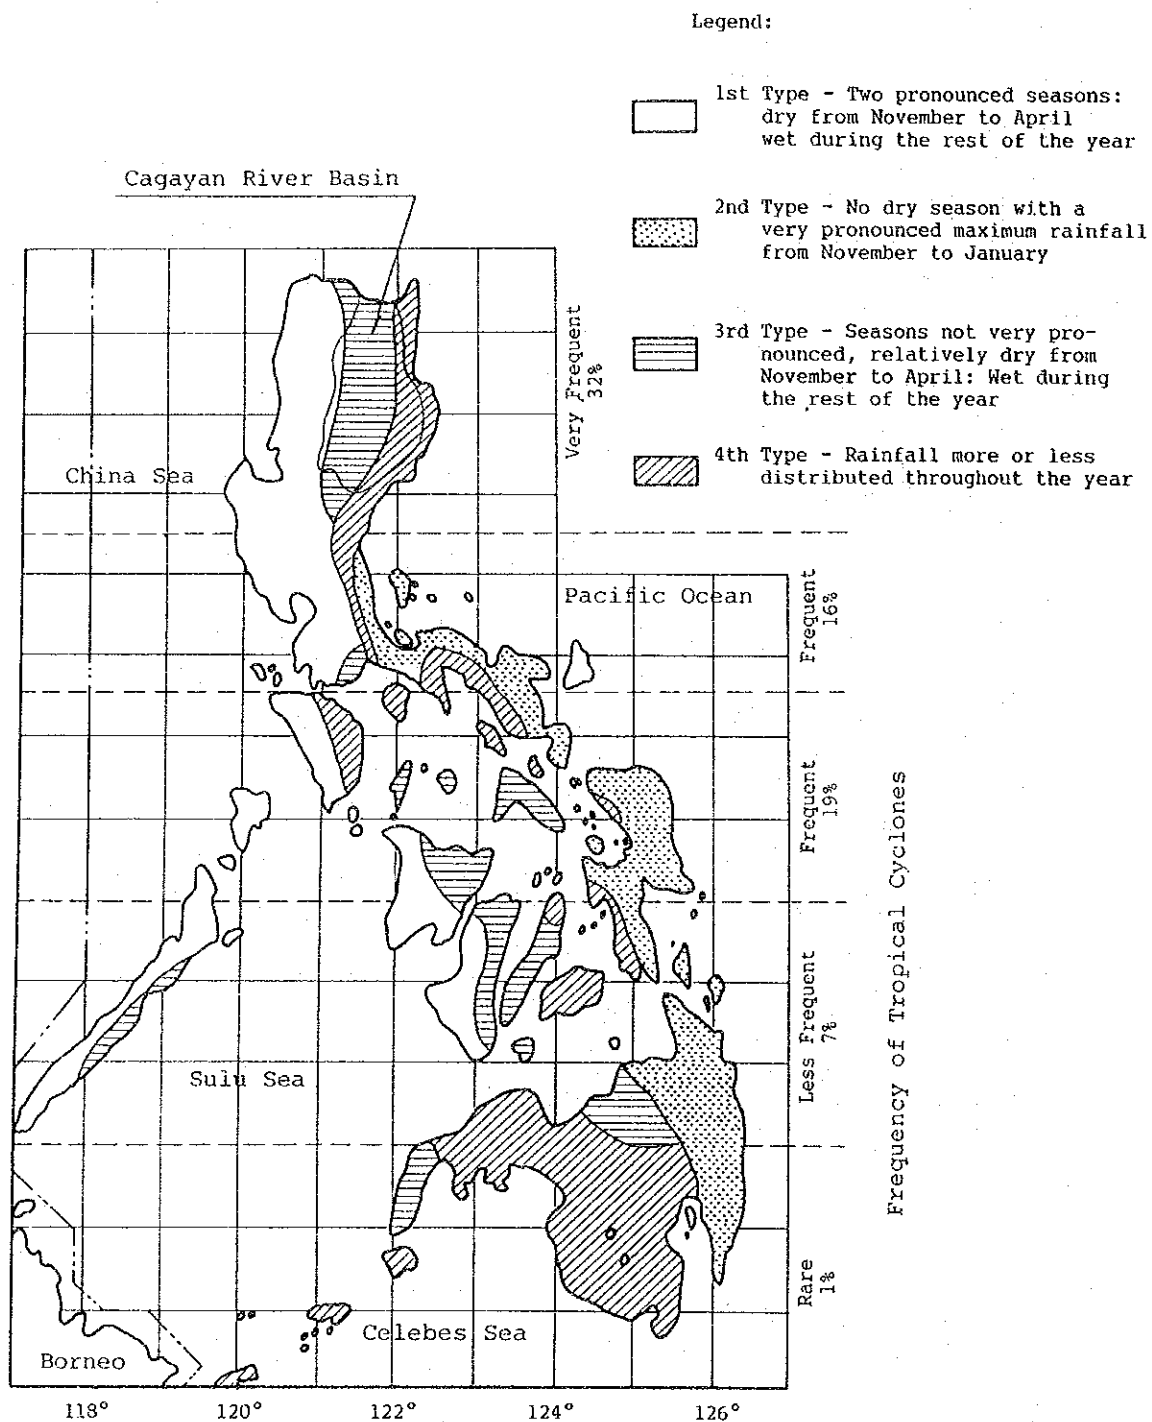 Legend:
1st Type - Two pronounced seasons:
dry from November to April
wet during the rest of the year
2nd Type - No dry season with a
very pronounced maximum rainfall
from November to January
3rd Type - Seasons not very pro-
nounced, relatively dry from
November to April: Wet during
the rest of the year
4th Type - Rainfall more or less
distributed throughout the year
Cagayan River Basin
China Sea
Pacific Ocean
Sulu Sea
Celebes Sea
Borneo
Very Frequent
32%
Frequent
16%
Frequent
19%
Less Frequent
7%
Rare
1%
Frequency of Tropical Cyclones
118° 120° 122° 124° 126°